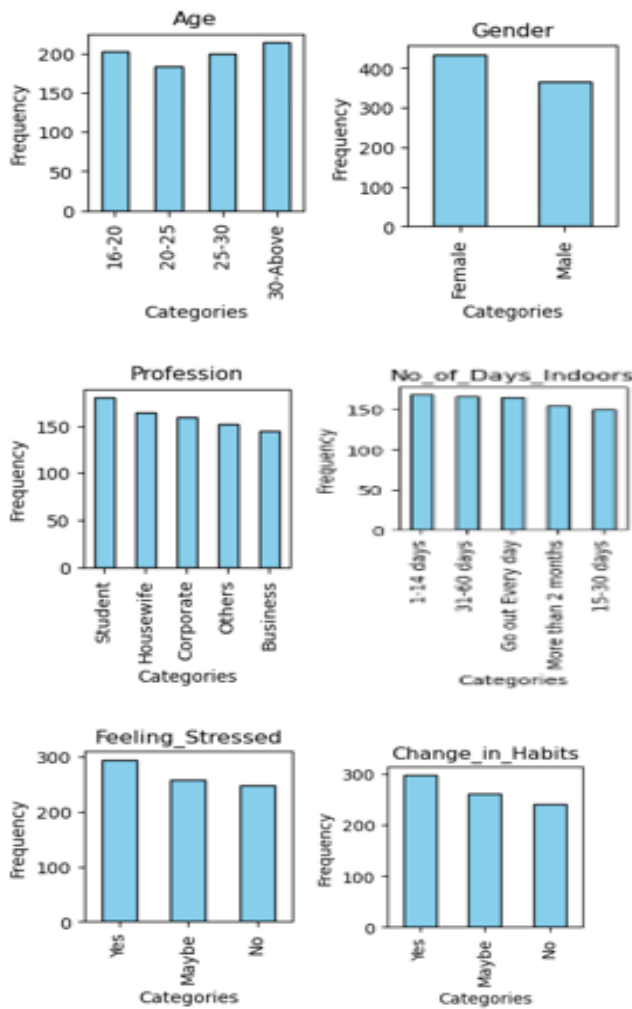 Age
Frequency
200
150
100
50
0
16-20
20-25
25-30
30-Above
Categories
Gender
Frequency
400
300
200
100
0
Female
Male
Categories
Profession
Frequency
150
100
50
0
Student
Housewife
Corporate
Others
Business
Categories
No_of_Days_Indoors
Frequency
150
100
50
0
1-14 days
31-60 days
Go out Every day
More than 2 months
15-30 days
Categories
Feeling_Stressed
Frequency
300
200
100
0
Yes
Maybe
No
Categories
Change_in_Habits
Frequency
300
200
100
0
Yes
Maybe
No
Categories